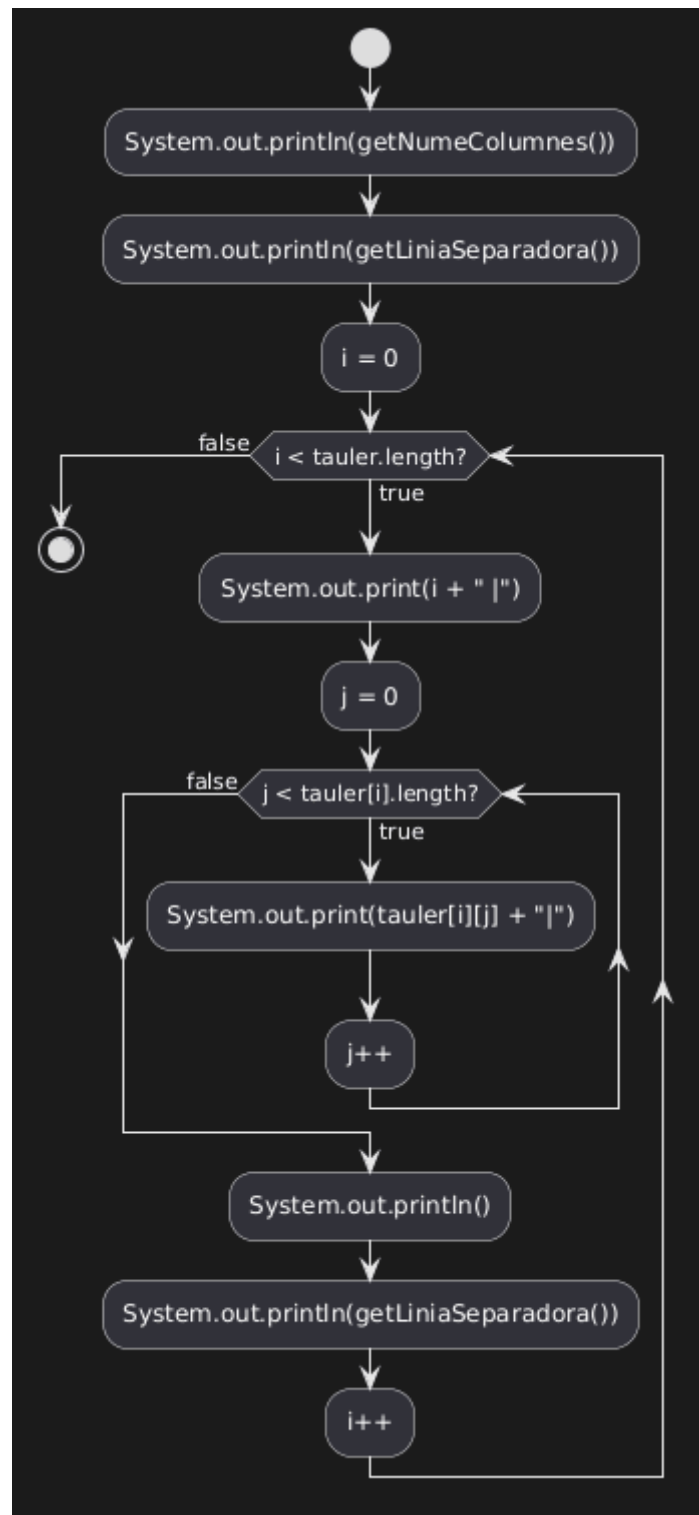 System.out.println(getNumeColumnes())
System.out.println(getLiniaSeparadora())
i = 0
false
i < tauler.length?
true
System.out.print(i + " |")
j = 0
false
j < tauler[i].length?
true
System.out.print(tauler[i][j] + "|")
j++
System.out.println()
System.out.println(getLiniaSeparadora())
i++